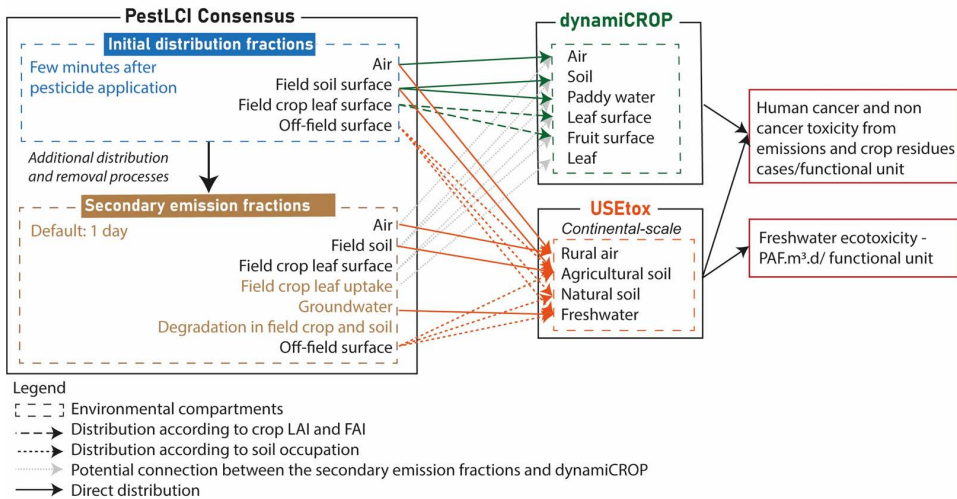 PestLCI Consensus
Initial distribution fractions
Few minutes after
pesticide application
Air
Field soil surface
Field crop leaf surface
Off-field surface
Additional distribution
and removal processes
Secondary emission fractions
Default: 1 day
Air
Field soil
Field crop leaf surface
Field crop leaf uptake
Groundwater
Degradation in field crop and soil
Off-field surface
dynamiCROP
Air
Soil
Paddy water
Leaf surface
Fruit surface
Leaf
USEtox
Continental-scale
Rural air
Agricultural soil
Natural soil
Freshwater
Human cancer and non
cancer toxicity from
emissions and crop residues
cases/functional unit
Freshwater ecotoxicity -
PAF.m³.d/ functional unit
Legend
Environmental compartments
Distribution according to crop LAI and FAI
Distribution according to soil occupation
Potential connection between the secondary emission fractions and dynamiCROP
Direct distribution